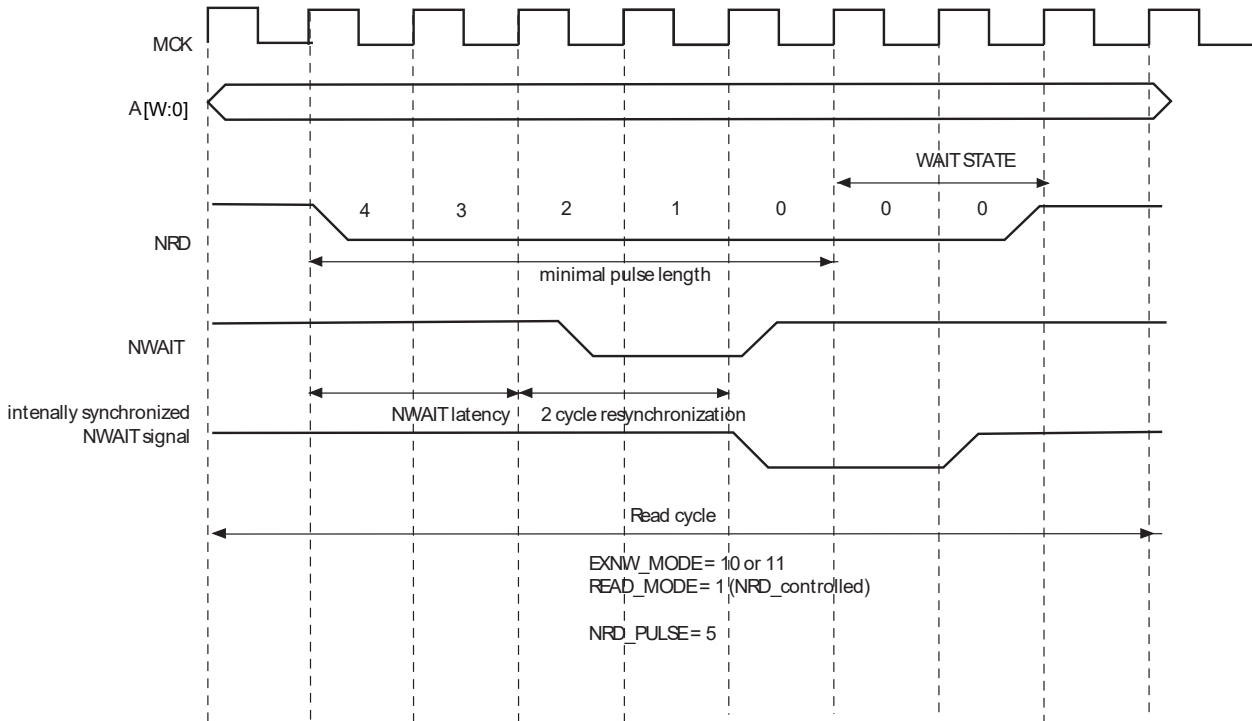 MCK
A[W:0]
WAIT STATE
4 3 2 1 0 0 0
NRD
minimal pulse length
NWAIT
intenally synchronized
NWAIT signal
NWAIT latency
2 cycle resynchronization
Read cycle
EXNW_MODE = 10 or 11
READ_MODE = 1 (NRD_controlled)
NRD_PULSE = 5